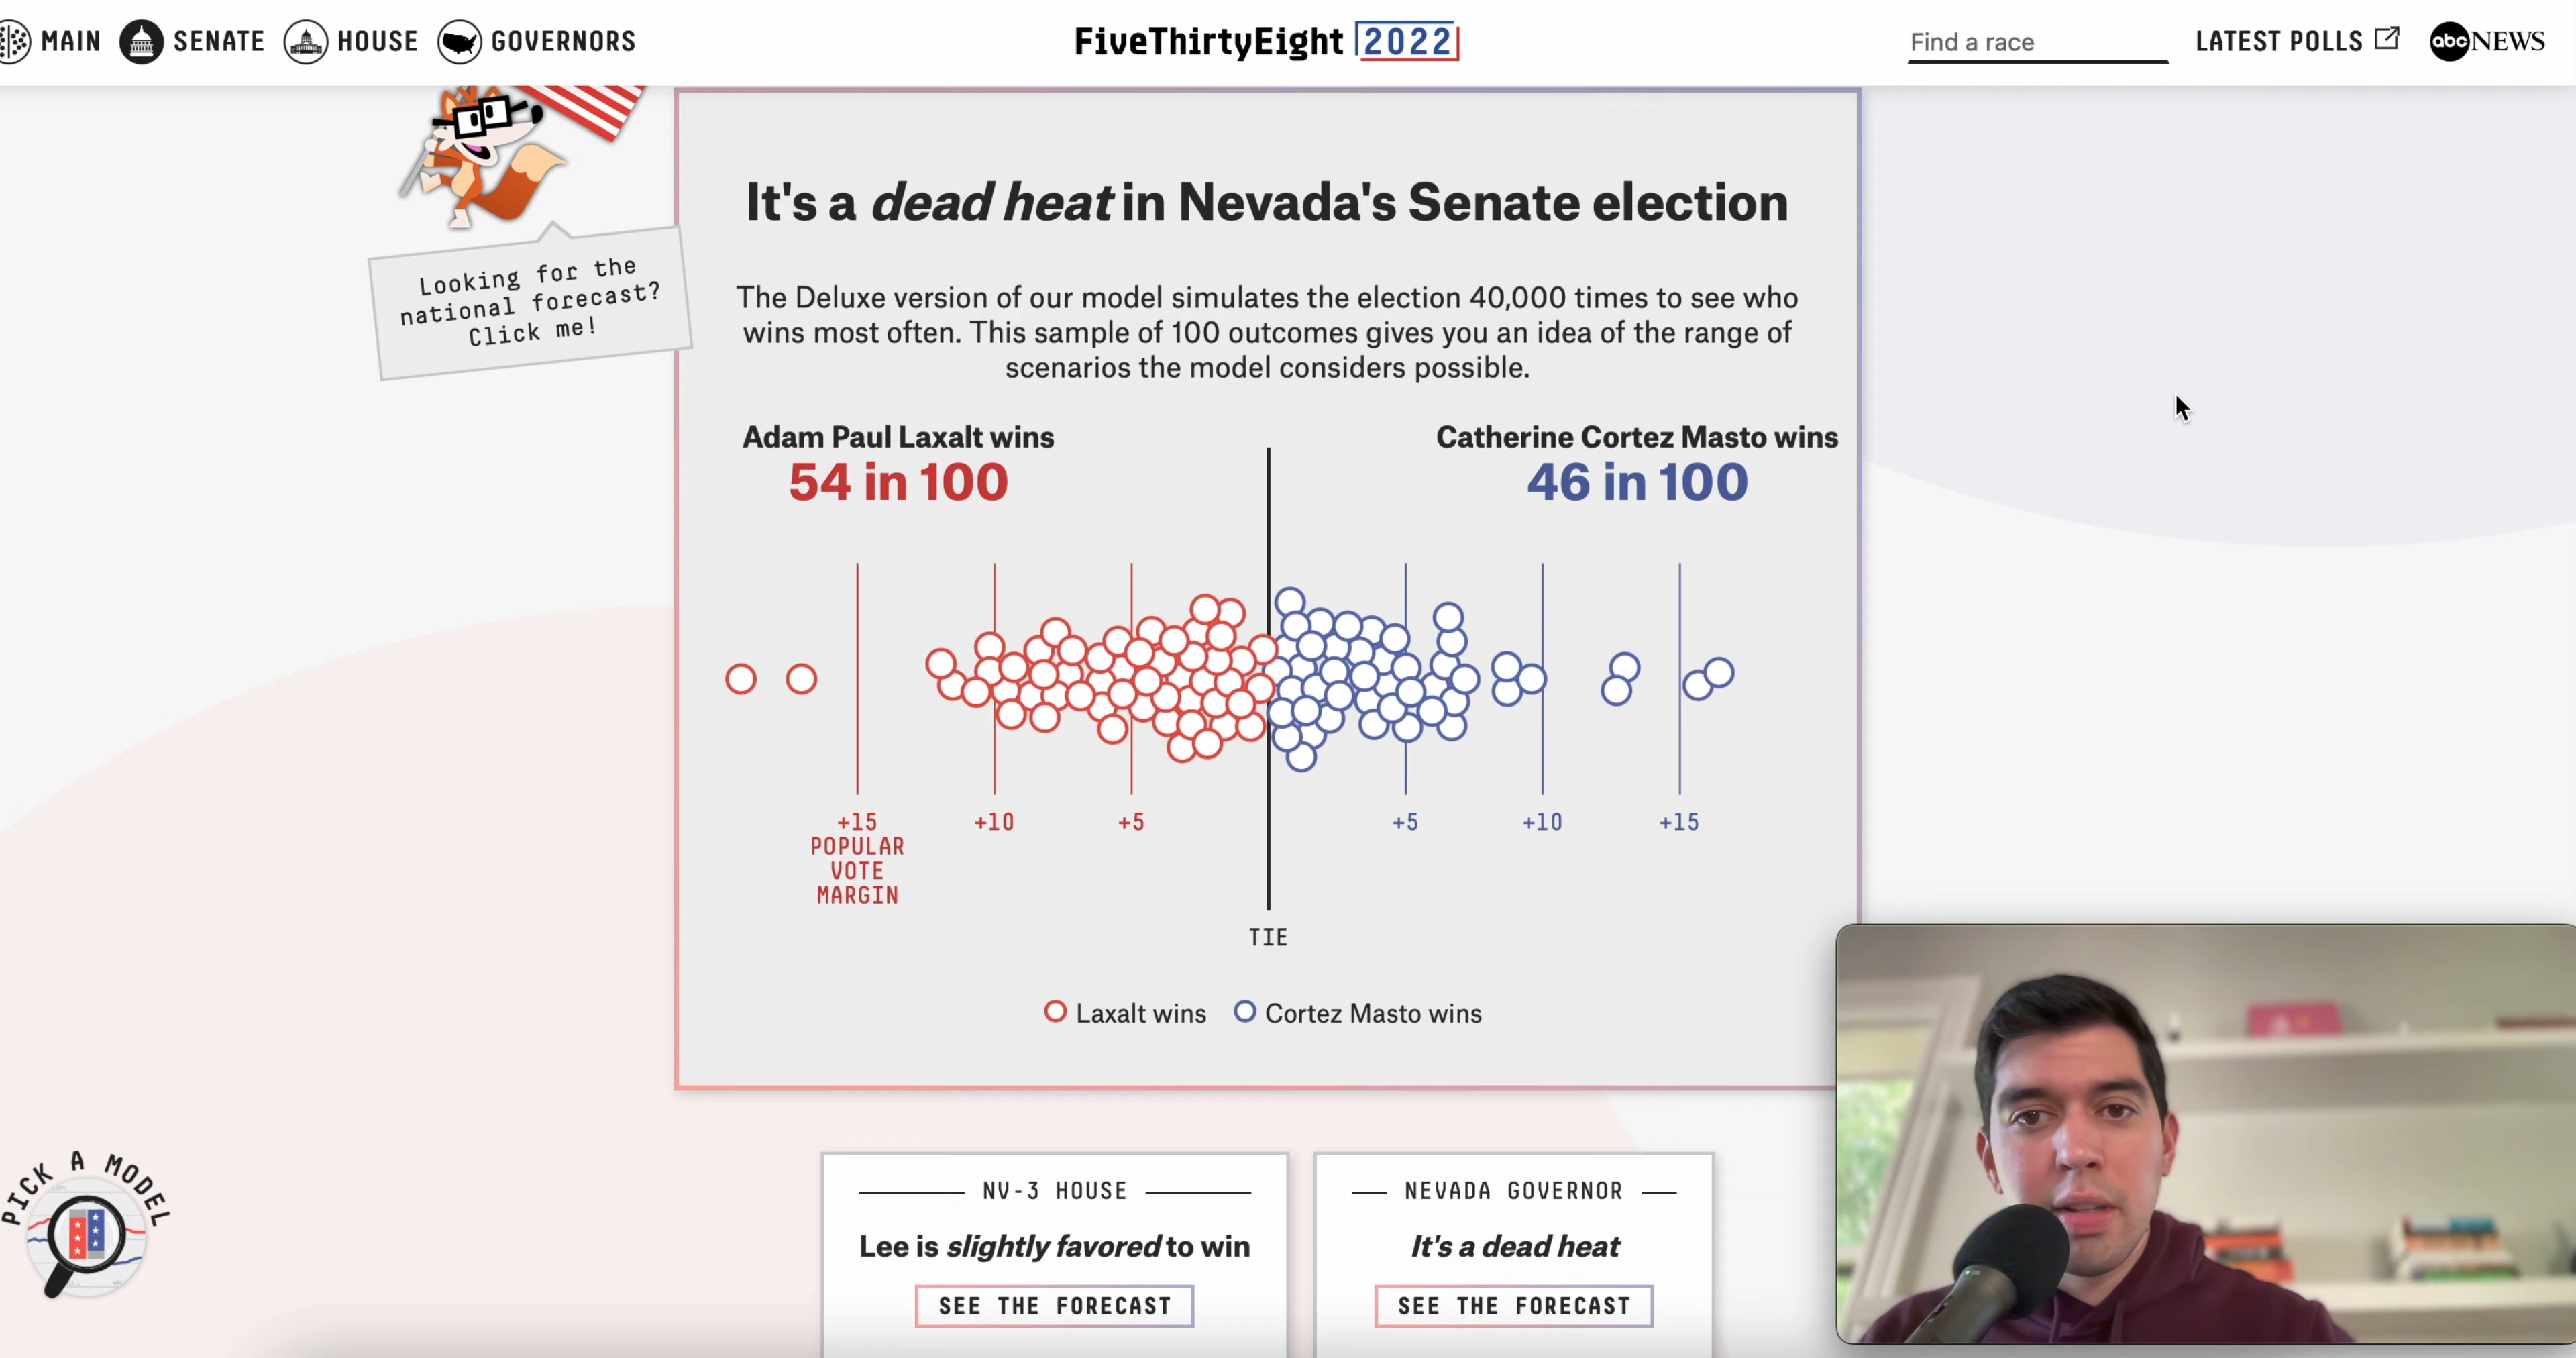 MAIN
SENATE
HOUSE
GOVERNORS
FiveThirtyEight 2022
Find a race
LATEST POLLS
abc NEWS
Looking for the
national forecast?
Click me!
It's a dead heat in Nevada's Senate election
The Deluxe version of our model simulates the election 40,000 times to see who
wins most often. This sample of 100 outcomes gives you an idea of the range of
scenarios the model considers possible.
Adam Paul Laxalt wins
54 in 100
Catherine Cortez Masto wins
46 in 100
+15
POPULAR
VOTE
MARGIN
+10
+5
+5
+10
+15
TIE
Laxalt wins
Cortez Masto wins
PICK A MODEL
NV-3 HOUSE
Lee is slightly favored to win
SEE THE FORECAST
NEVADA GOVERNOR
It's a dead heat
SEE THE FORECAST